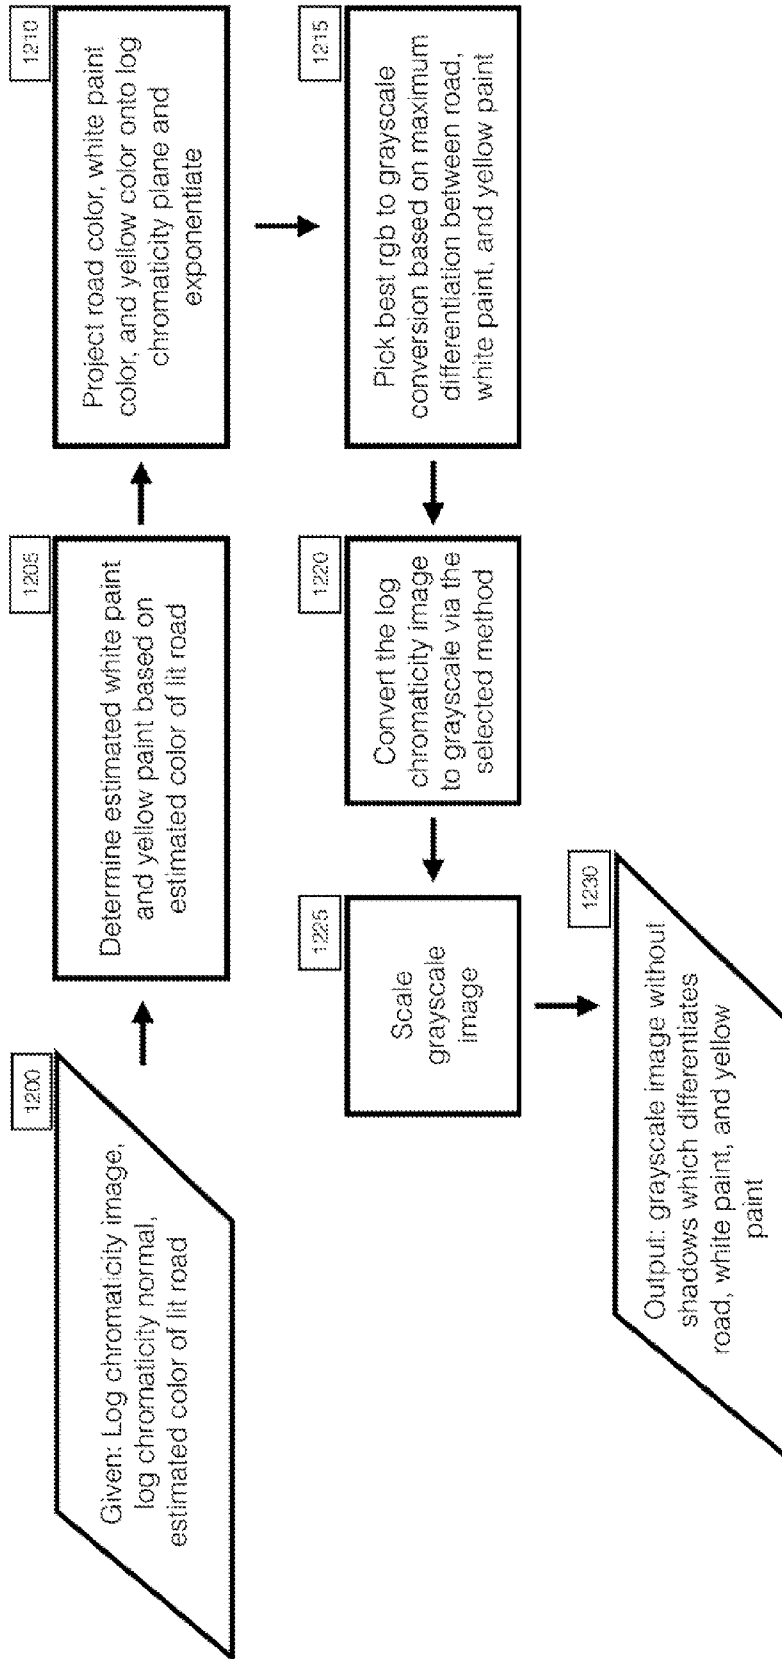 1200
Given: Log chromaticity image,
log chromaticity normal,
estimated color of lit road
1205
Determine estimated white paint
and yellow paint based on
estimated color of lit road
1210
Project road color, white paint
color, and yellow color onto log
chromaticity plane and
exponentiate
1215
Pick best rgb to grayscale
conversion based on maximum
differentiation between road,
white paint, and yellow paint
1220
Convert the log
chromaticity image
to grayscale via the
selected method
1225
Scale
grayscale
image
1230
Output: grayscale image without
shadows which differentiates
road, white paint, and yellow
paint